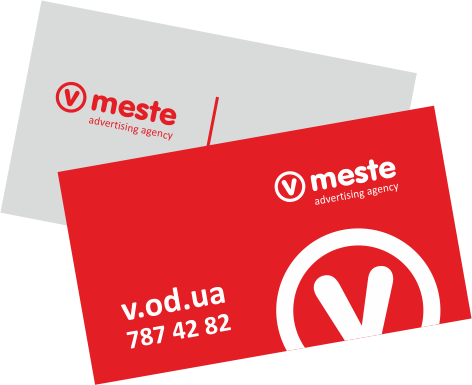 v meste
advertising agency
v meste
advertising agency
v.od.ua
787 42 82
v